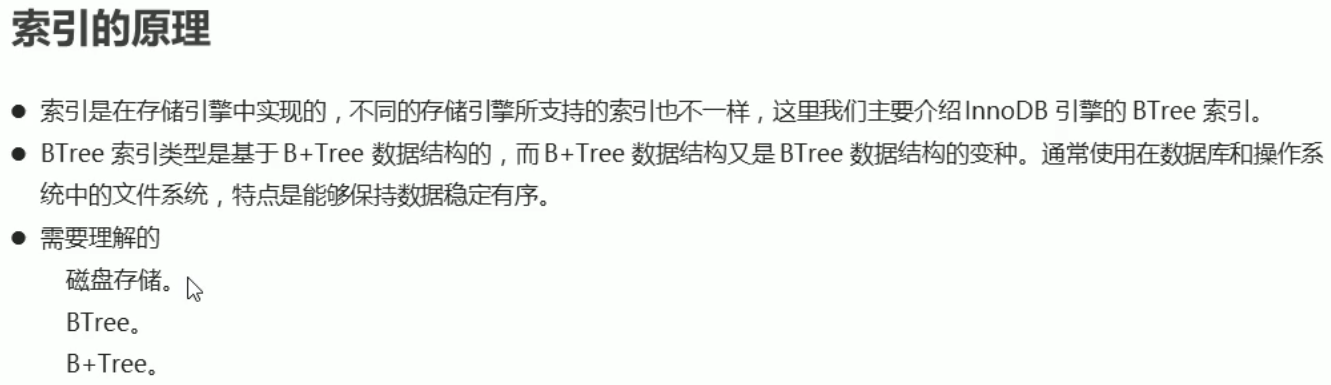 索引的原理
● 索引是在存储引擎中实现的，不同的存储引擎所支持的索引也不一样，这里我们主要介绍InnoDB 引擎的 BTree 索引。
● BTree 索引类型是基于 B+Tree 数据结构的，而 B+Tree 数据结构又是 BTree 数据结构的变种。通常使用在数据库和操作系
统中的文件系统，特点是能够保持数据稳定有序。
● 需要理解的
磁盘存储。
BTree。
B+Tree。